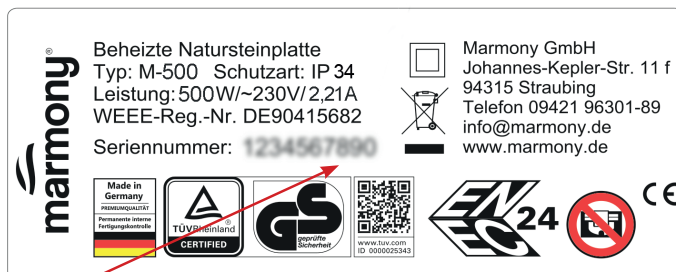 marmony®
Beheizte Natursteinplatte
Typ: M-500 Schutzart: IP 34
Leistung: 500W/~230V/2,21A
WEEE-Reg.-Nr. DE90415682
Seriennummer: 1234567890
Marmony GmbH
Johannes-Kepler-Str. 11 f
94315 Straubing
Telefon 09421 96301-89
info@marmony.de
www.marmony.de
Made in
Germany
PREMIUMQUALITÄT
Permanente interne
Fertigungskontrolle
TÜVRheinland®
CERTIFIED
GS
geprüfte
Sicherheit
www.tuv.com
ID 0000025343
ENEC
24
CE